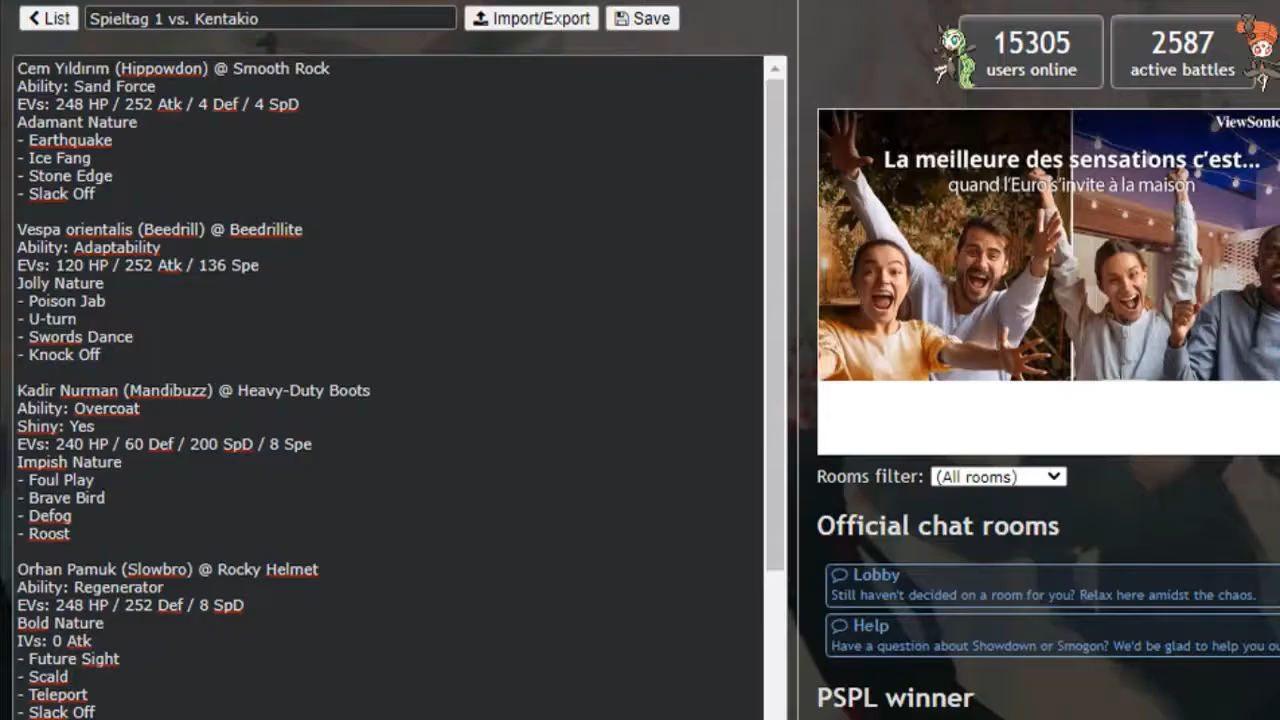 List
Spieltag 1 vs. Kentakio
Import/Export
Save
Cem Yıldırım (Hippowdon) @ Smooth Rock
Ability: Sand Force
EVs: 248 HP / 252 Atk / 4 Def / 4 SpD
Adamant Nature
- Earthquake
- Ice Fang
- Stone Edge
- Slack Off
Vespa orientalis (Beedrill) @ Beedrillite
Ability: Adaptability
EVs: 120 HP / 252 Atk / 136 Spe
Jolly Nature
- Poison Jab
- U-turn
- Swords Dance
- Knock Off
Kadir Nurman (Mandibuzz) @ Heavy-Duty Boots
Ability: Overcoat
Shiny: Yes
EVs: 240 HP / 60 Def / 200 SpD / 8 Spe
Impish Nature
- Foul Play
- Brave Bird
- Defog
- Roost
Orhan Pamuk (Slowbro) @ Rocky Helmet
Ability: Regenerator
EVs: 248 HP / 252 Def / 8 SpD
Bold Nature
IVs: 0 Atk
- Future Sight
- Scald
- Teleport
- Slack Off
15305
users online
2587
active battles
ViewSonic
La meilleure des sensations c'est...
quand l'Euro s'invite à la maison
Rooms filter: (All rooms)
Official chat rooms
Lobby
Still haven't decided on a room for you? Relax here amidst the chaos.
Help
Have a question about Showdown or Smogon? We'd be glad to help you
PSPL winner